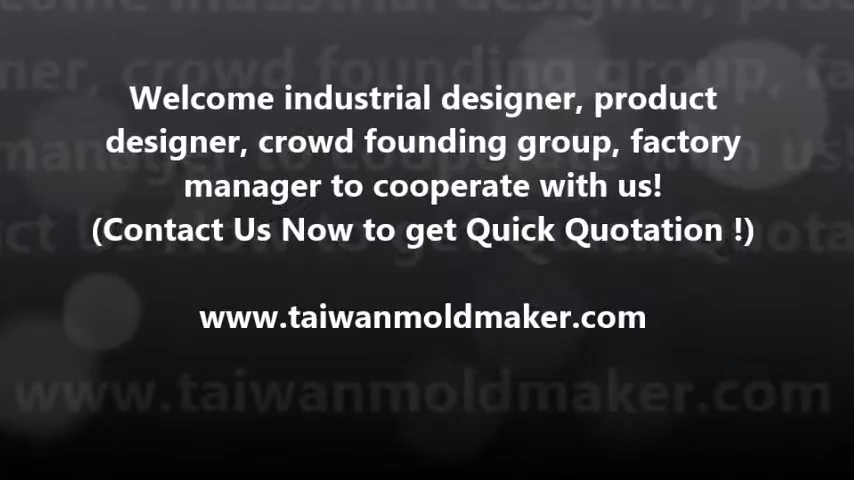 Welcome industrial designer, product
designer, crowd founding group, factory
manager to cooperate with us!
(Contact Us Now to get Quick Quotation !)
www.taiwanmoldmaker.com